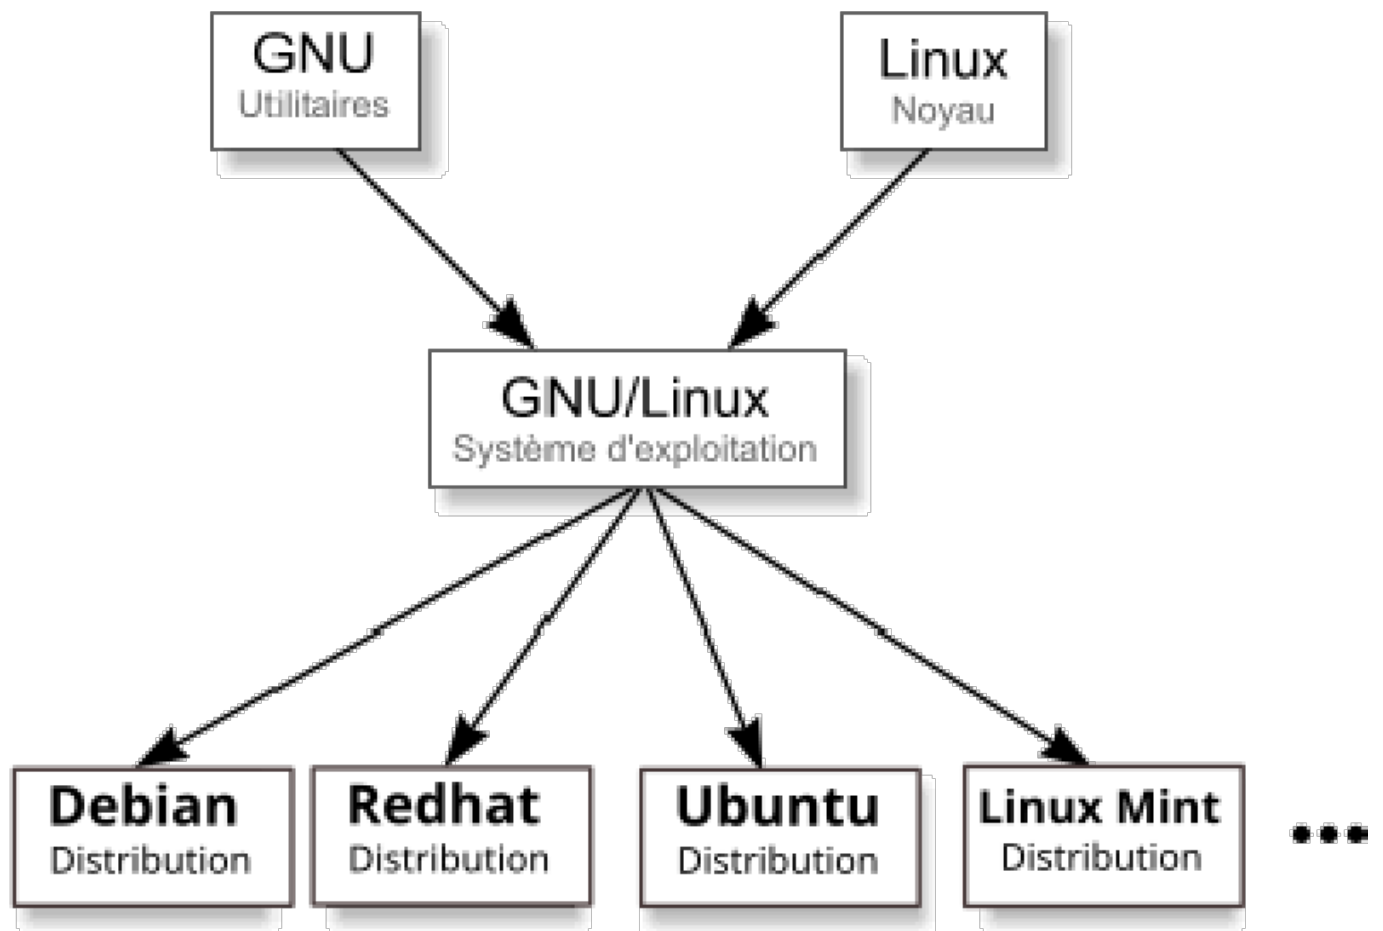 GNU
Utilitaires
Linux
Noyau
GNU/Linux
Système d'exploitation
Debian
Distribution
Redhat
Distribution
Ubuntu
Distribution
Linux Mint
Distribution
...